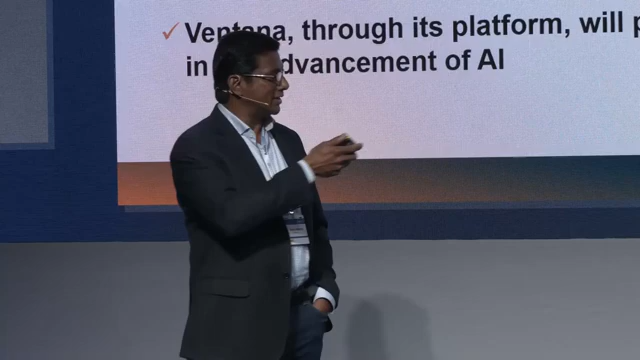 Ventana, through its platform, will
in dvancement of AI